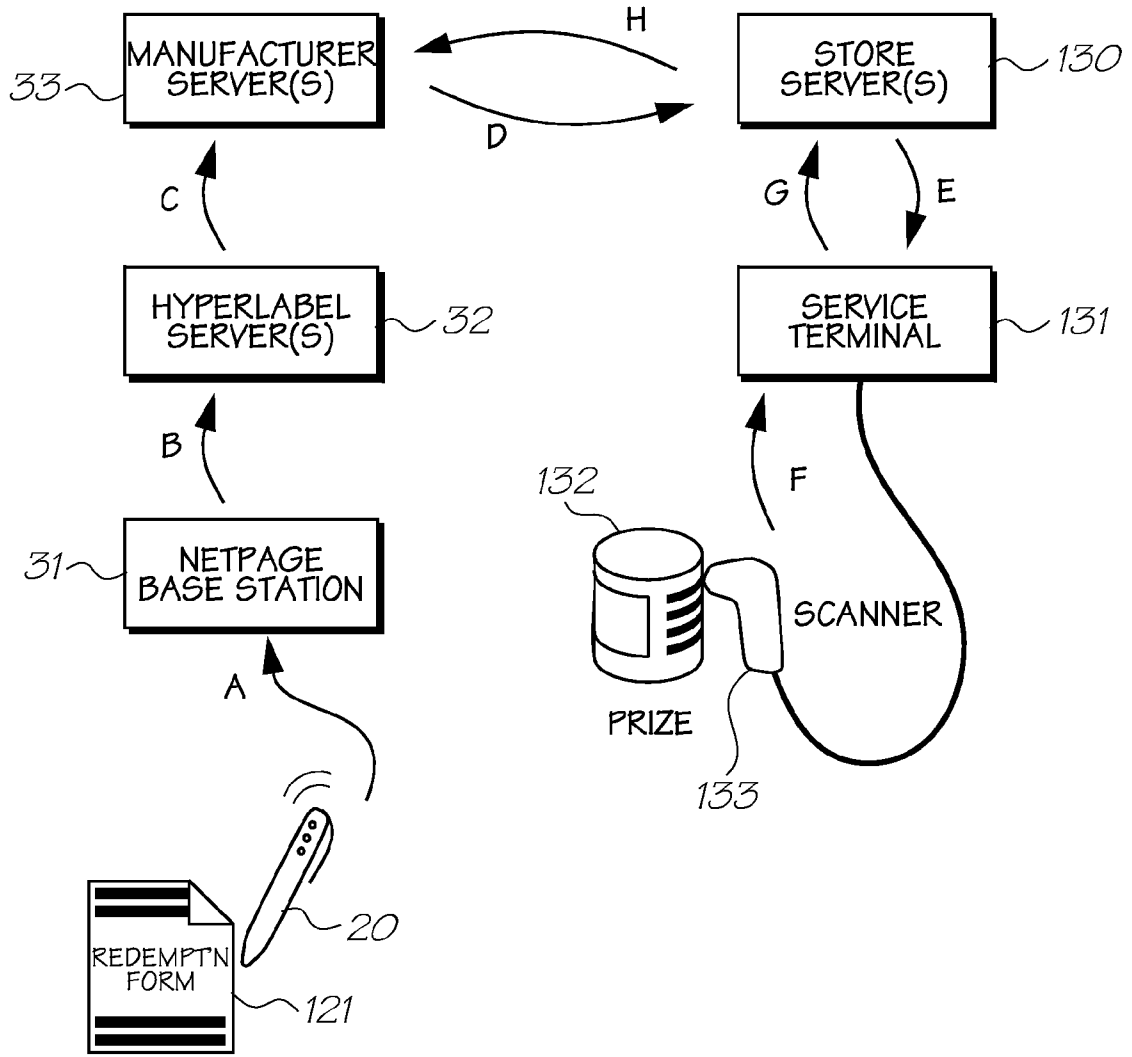 H
MANUFACTURER
SERVER(S)
33
STORE
SERVER(S)
130
D
C
G
E
HYPERLABEL
SERVER(S)
32
SERVICE
TERMINAL
131
B
F
132
NETPAGE
BASE STATION
31
SCANNER
A
PRIZE
133
20
REDEMPT'N
FORM
121